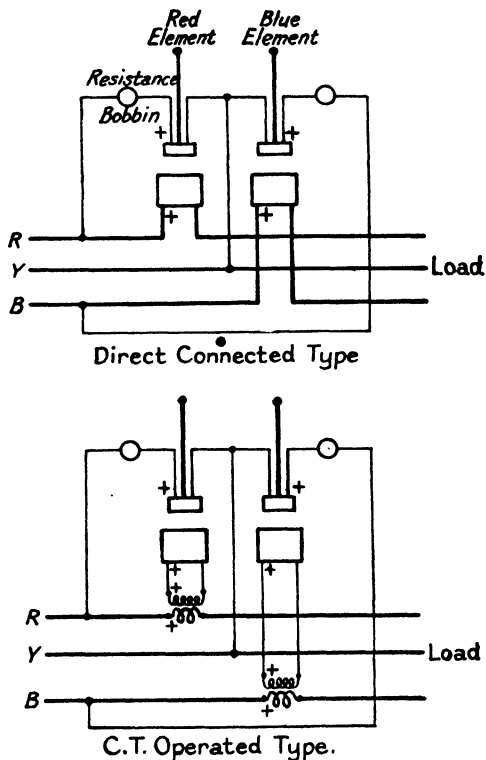 Red
Element
Blue
Element
Resistance
Bobbin
+
+
+
+
R
Y
Load
B
Direct Connected Type
+
+
+
+
+
R
+
Y
Load
+
B
+
C.T. Operated Type.